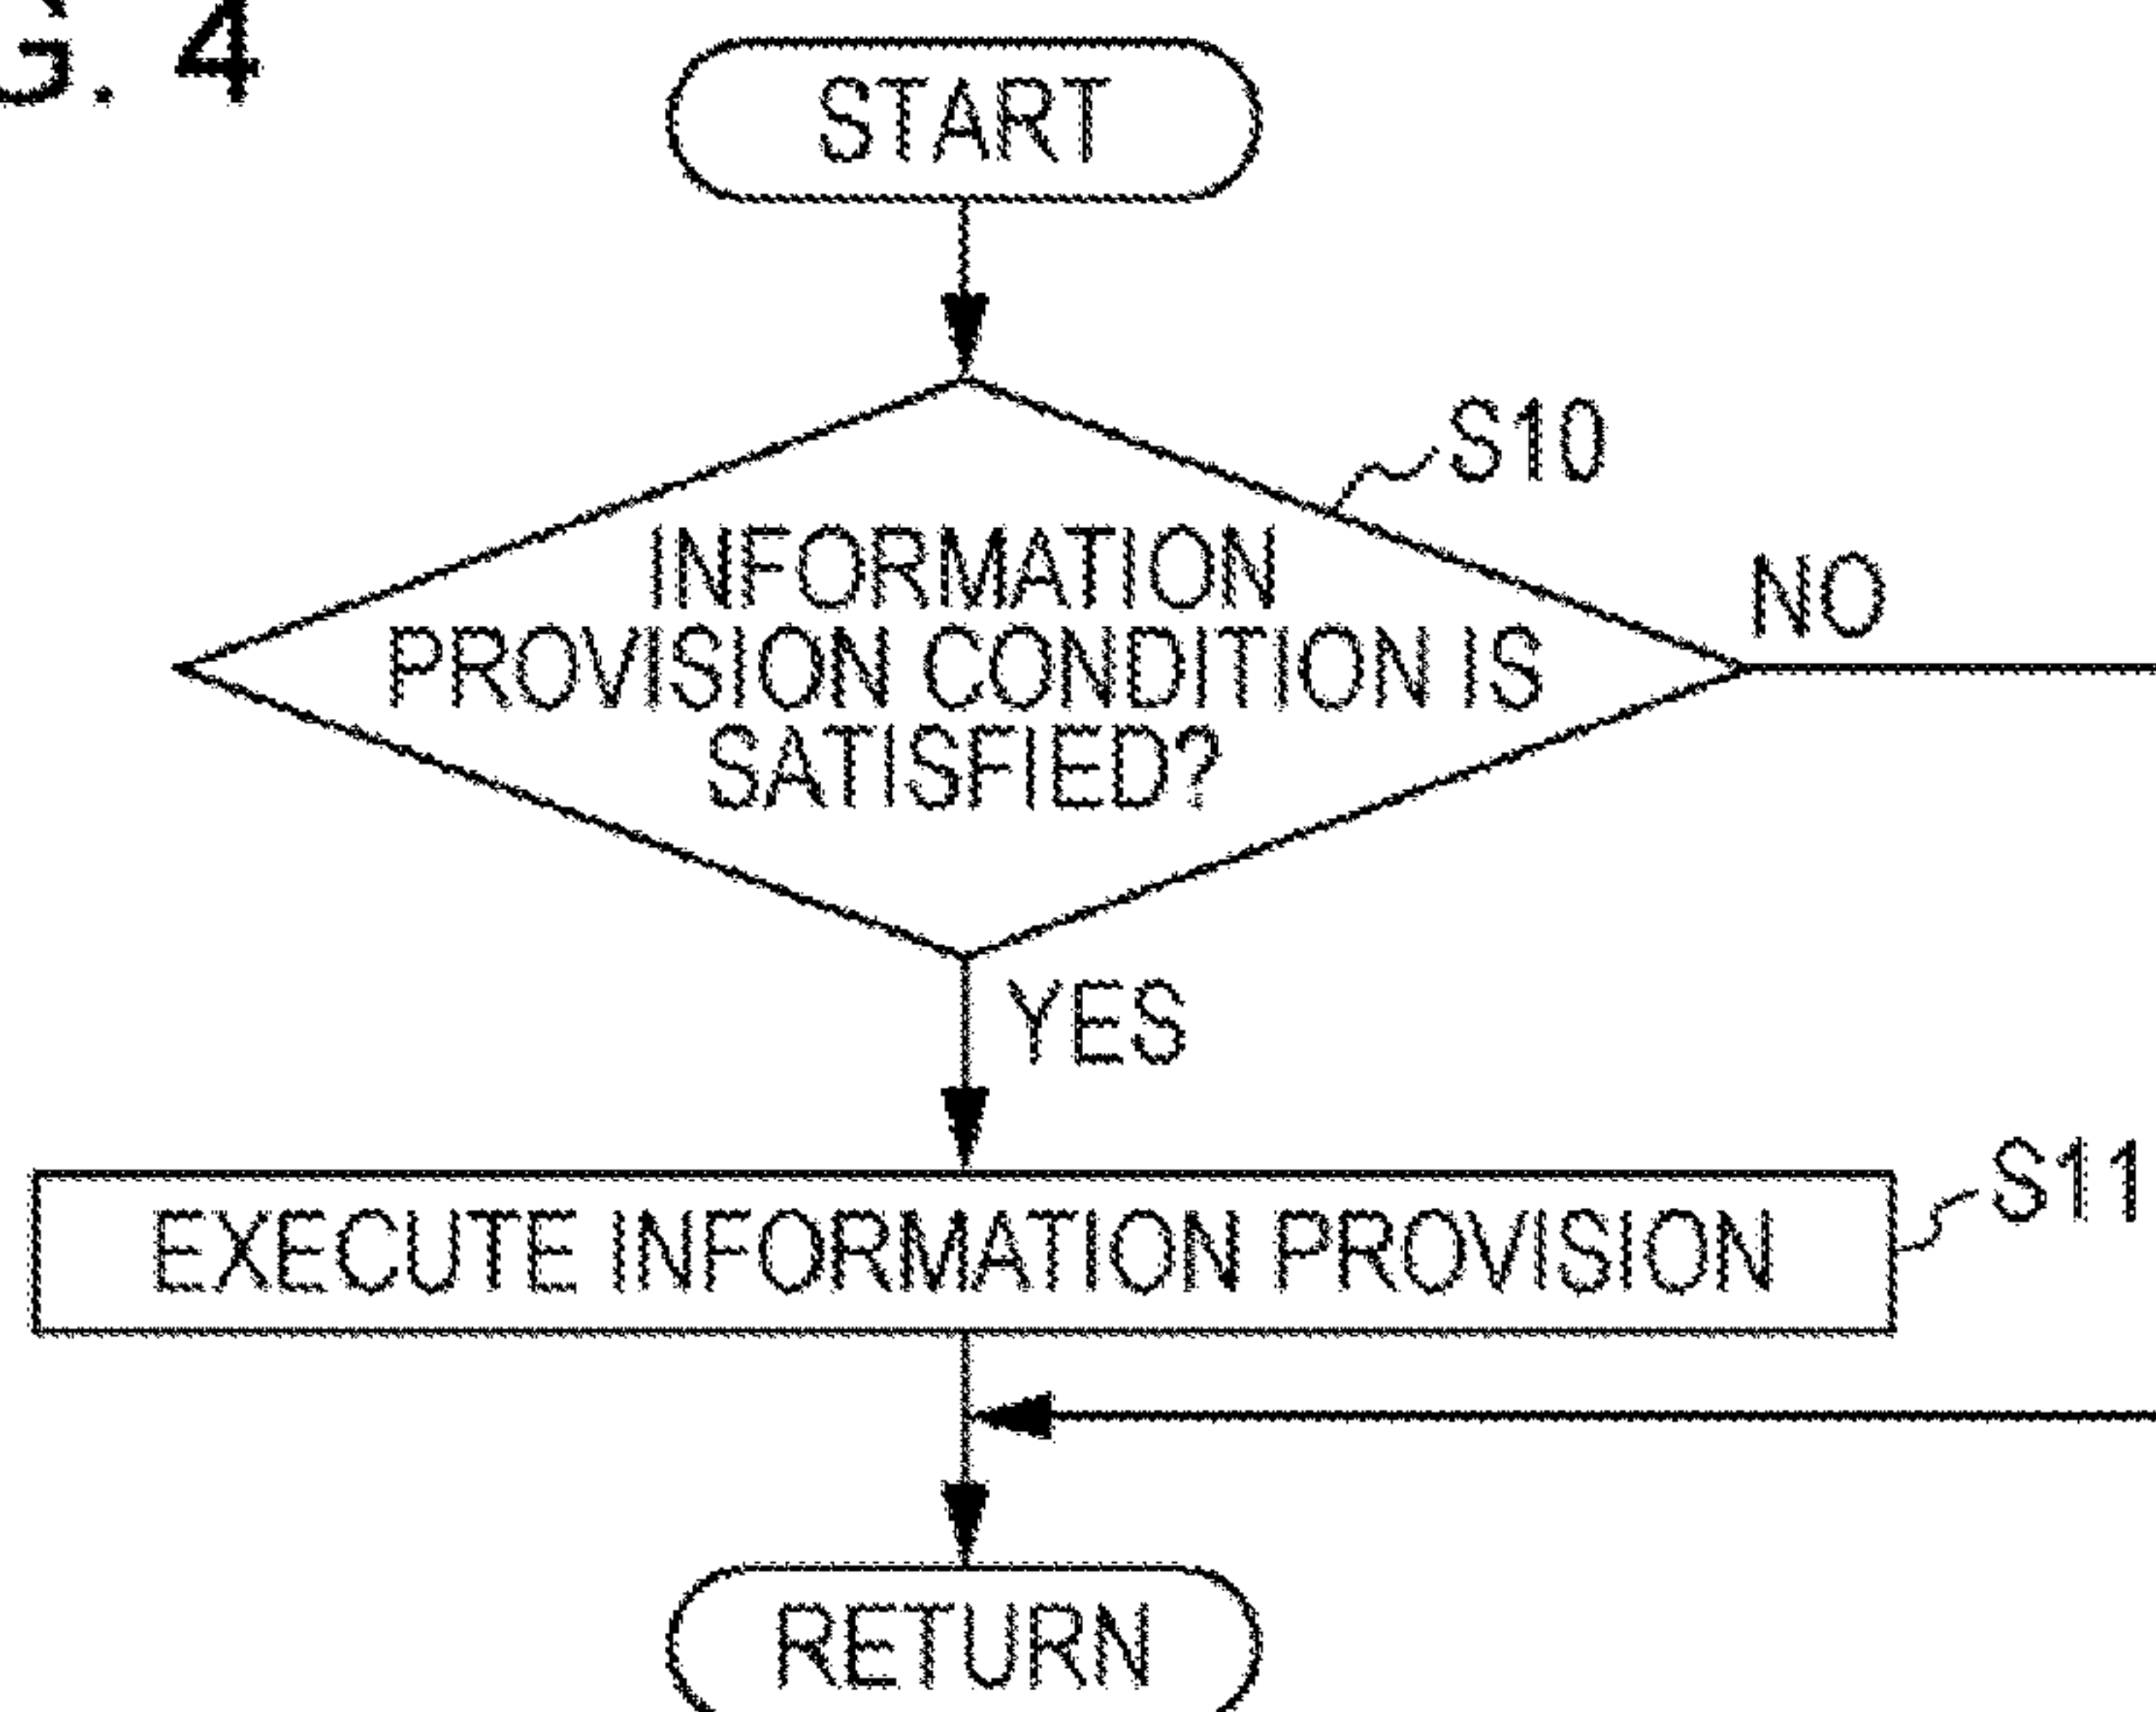 G. 4
START
S10
INFORMATION
PROVISION CONDITION IS
SATISFIED?
NO
YES
EXECUTE INFORMATION PROVISION
S11
RETURN